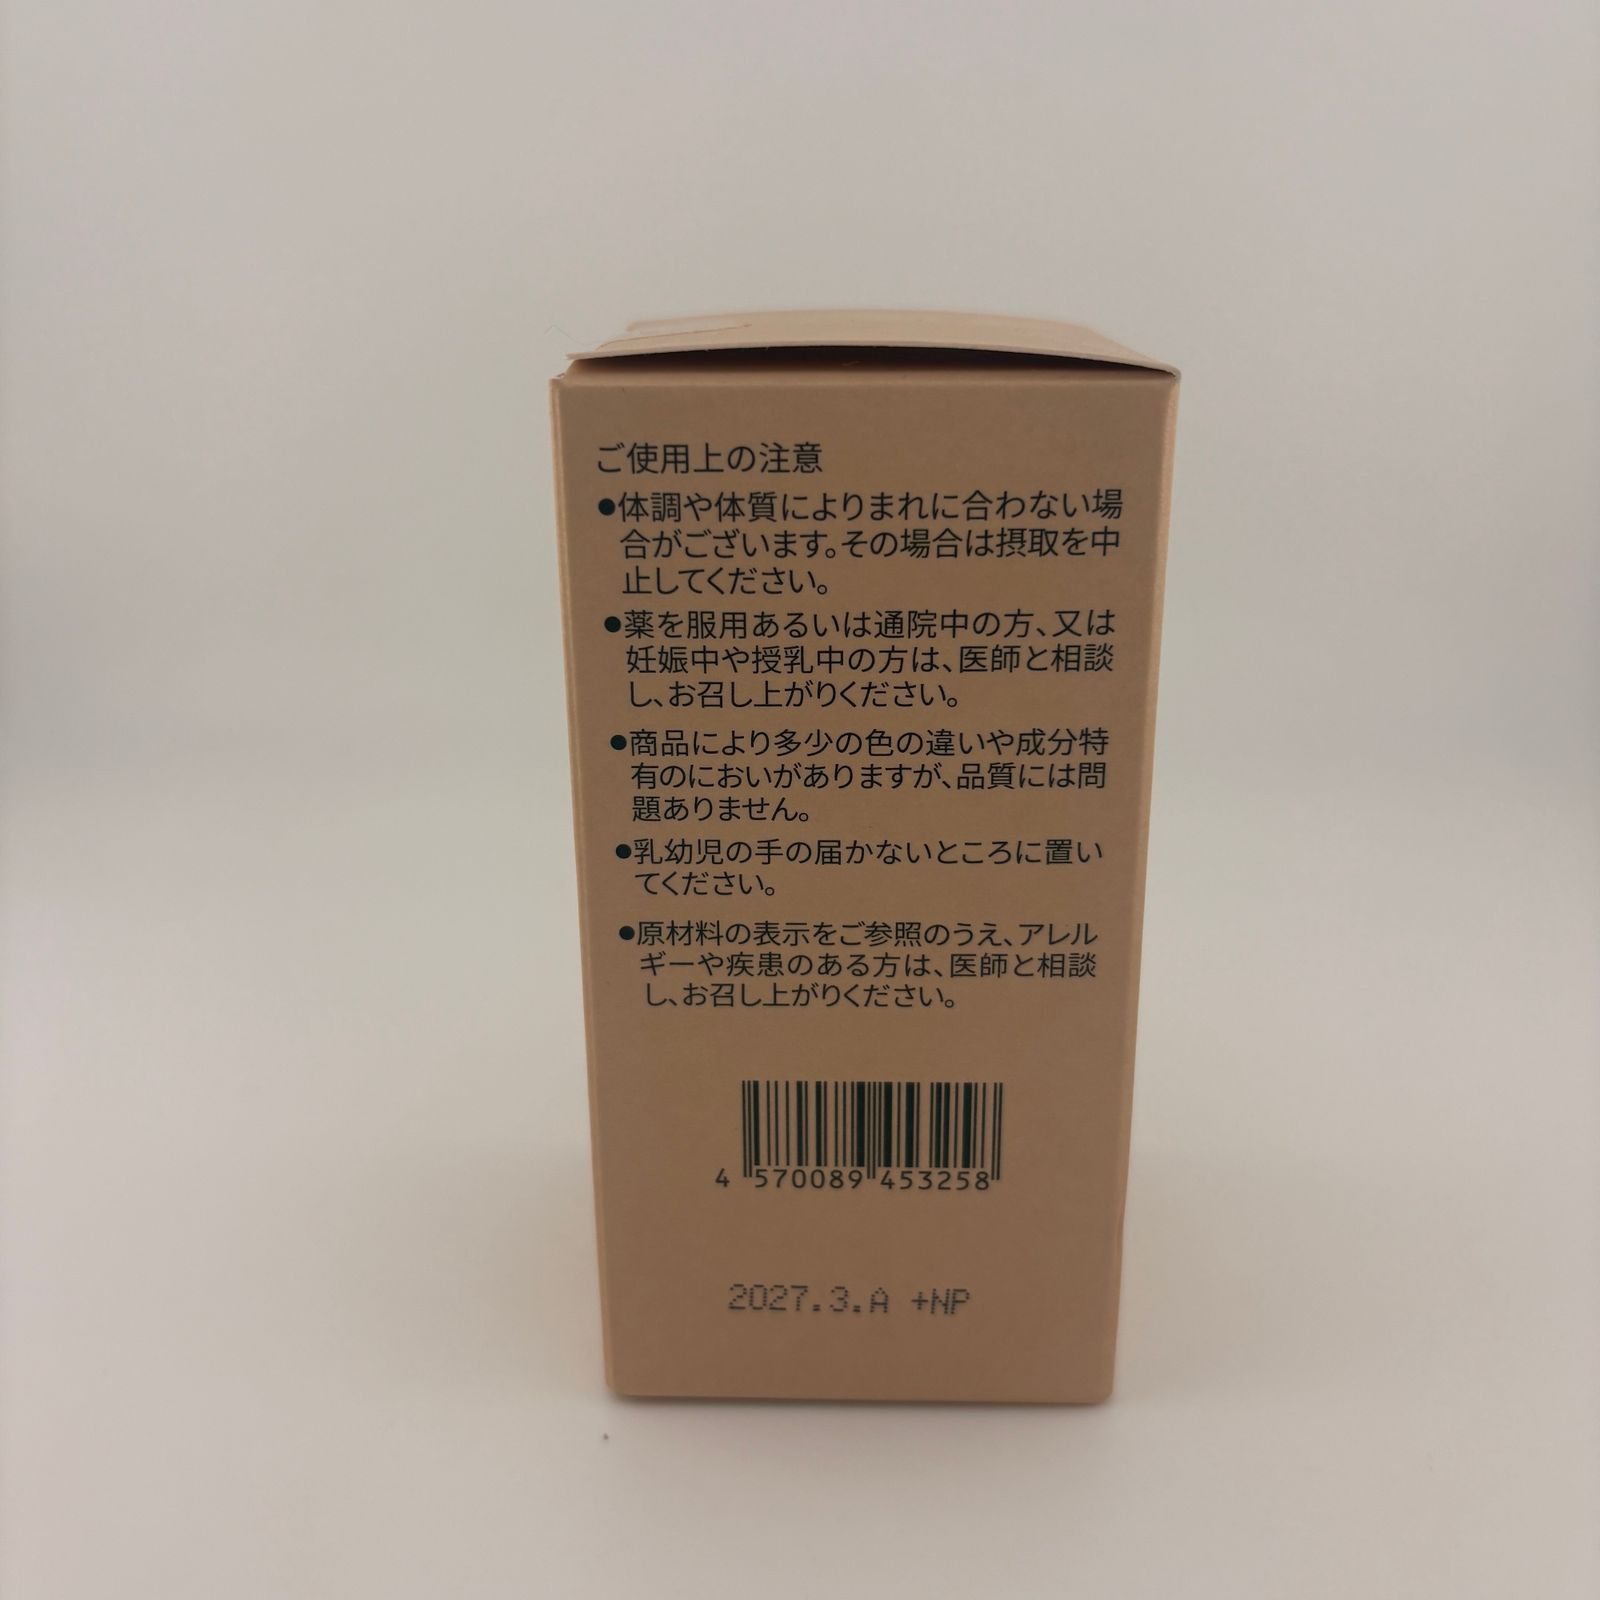 ご使用上の注意
●体調や体質によりまれに合わない場
合がございます。その場合は摂取を中
止してください。
●薬を服用あるいは通院中の方、又は
妊娠中や授乳中の方は、医師と相談
し、お召し上がりください。
●商品により多少の色の違いや成分特
有のにおいがありますが、品質には問
題ありません。
●乳幼児の手の届かないところに置い
てください。
●原材料の表示をご参照のうえ、アレル
ギーや疾患のある方は、医師と相談
し、お召し上がりください。
4 570089 453258
2027.3.A +NP